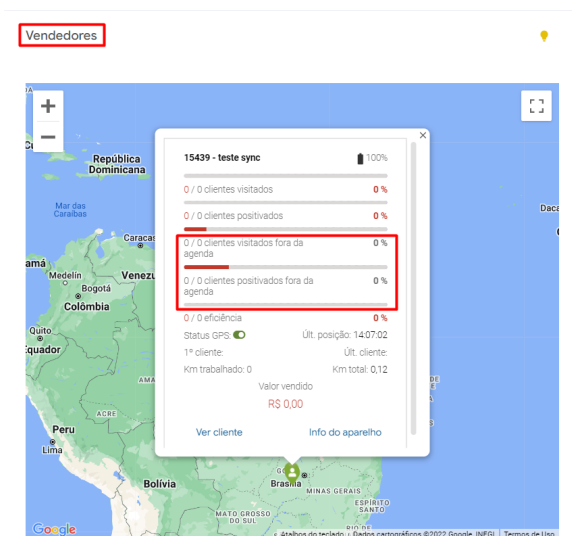 Vendedores
República
Dominicana
Mar das
Caraíbas
Caracas
Medellín
Bogotá
Colômbia
Quito
Peru
Lima
ACRE
Bolívia
Brasília
MINAS GERAIS
ESPÍRITO
SANTO
MATO GROSSO
DO SUL
15439 - teste sync
100%
0 / 0 clientes visitados 0 %
0 / 0 clientes positivados 0 %
0 / 0 clientes visitados fora da 0 %
agenda
0 / 0 clientes positivados fora da 0 %
agenda
0 / 0 eficiência 0 %
Status GPS: Últ. posição: 14:07:02
1º cliente: Últ. cliente:
Km trabalhado: 0 Km total: 0,12
Valor vendido
R$ 0,00
Ver cliente Info do aparelho
Google
Atalhos do teclado Dados cartográficos ©2022 Google, INEGI Termos de Uso